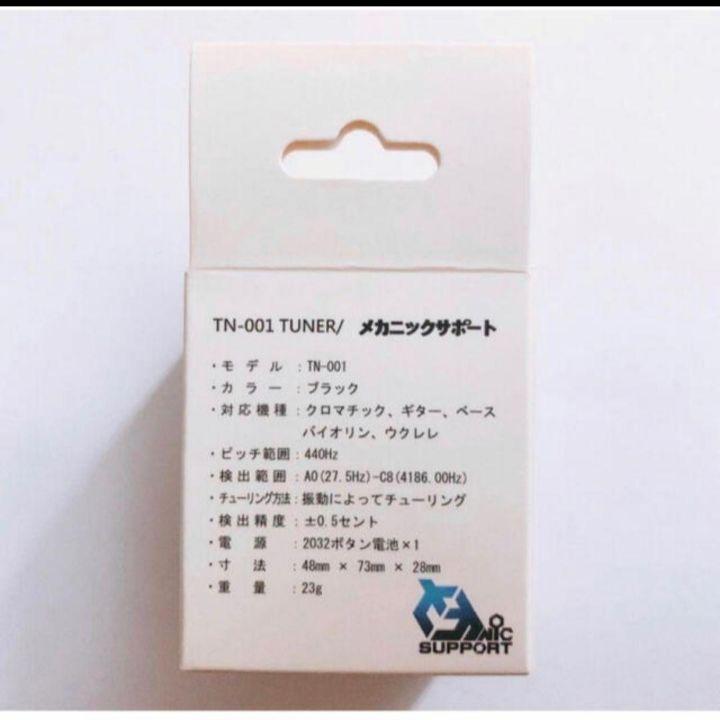 TN-001 TUNER/ メカニックサポート
・モデル：TN-001
・カラー：ブラック
・対応機種：クロマチック、ギター、ベース
バイオリン、ウクレレ
・ピッチ範囲：440Hz
・検出範囲：A0(27.5Hz)-C8(4186.00Hz)
・チューリング方法：振動によってチューリング
・検出精度：±0.5セント
・電源：2032ボタン電池×1
・寸法：48mm × 73mm × 28mm
・重量：23g
NIC
SUPPORT